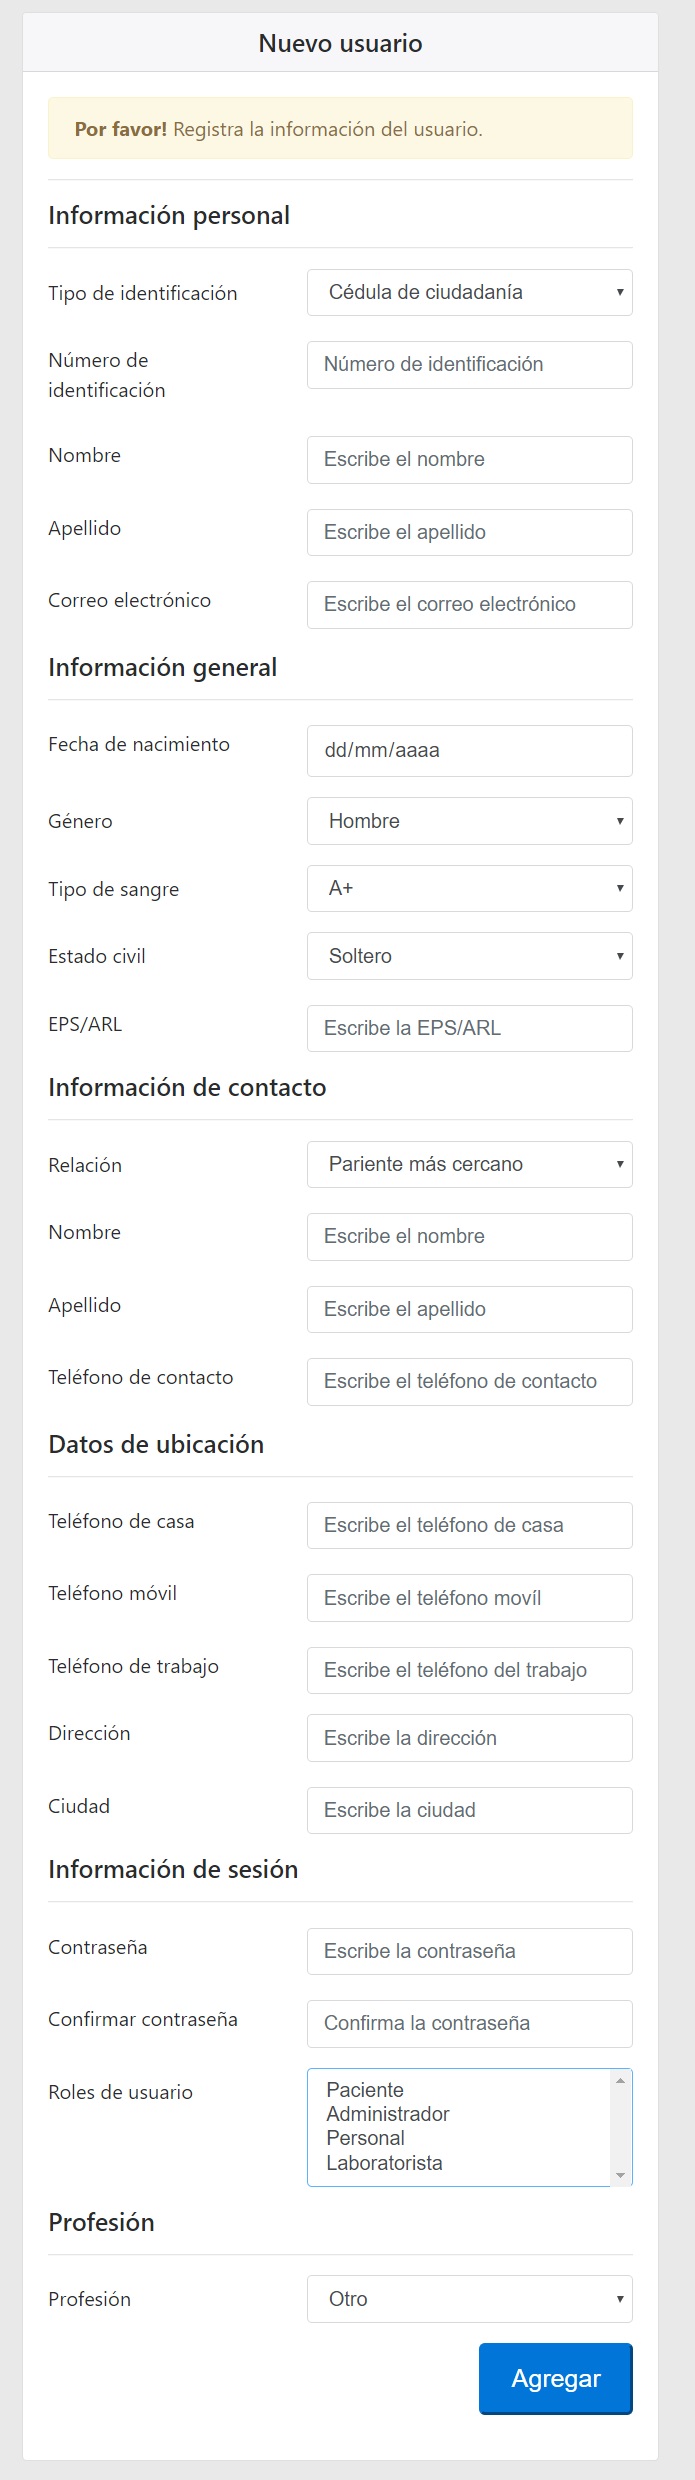 Nuevo usuario
Por favor! Registra la información del usuario.
Información personal
Tipo de identificación
Cédula de ciudadanía
Número de
identificación
Número de identificación
Nombre
Escribe el nombre
Apellido
Escribe el apellido
Correo electrónico
Escribe el correo electrónico
Información general
Fecha de nacimiento
dd/mm/aaaa
Género
Hombre
Tipo de sangre
A+
Estado civil
Soltero
EPS/ARL
Escribe la EPS/ARL
Información de contacto
Relación
Pariente más cercano
Nombre
Escribe el nombre
Apellido
Escribe el apellido
Teléfono de contacto
Escribe el teléfono de contacto
Datos de ubicación
Teléfono de casa
Escribe el teléfono de casa
Teléfono móvil
Escribe el teléfono movíl
Teléfono de trabajo
Escribe el teléfono del trabajo
Dirección
Escribe la dirección
Ciudad
Escribe la ciudad
Información de sesión
Contraseña
Escribe la contraseña
Confirmar contraseña
Confirma la contraseña
Roles de usuario
Paciente
Administrador
Personal
Laboratorista
Profesión
Profesión
Otro
Agregar